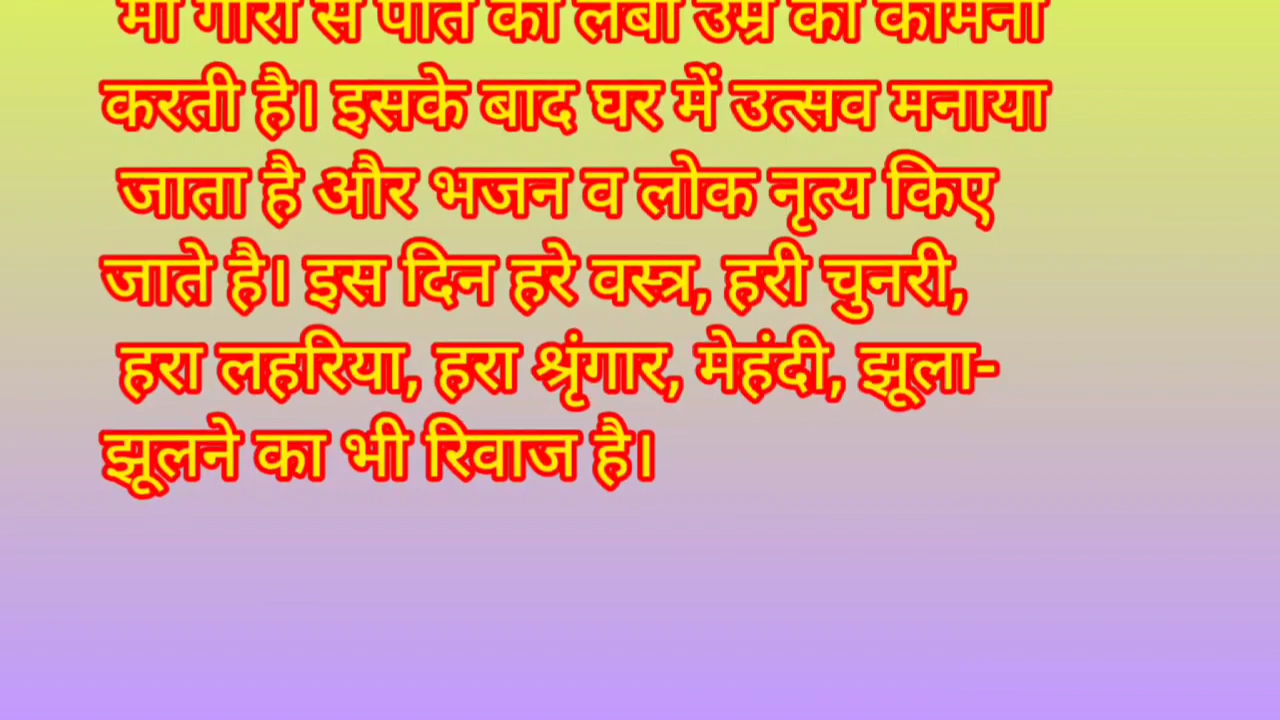 मां गौरी से पति की लंबी उम्र की कामना
करती है। इसके बाद घर में उत्सव मनाया
जाता है और भजन व लोक नृत्य किए
जाते है। इस दिन हरे वस्त्र, हरी चुनरी,
हरा लहरिया, हरा श्रृंगार, मेहंदी, झूला-
झूलने का भी रिवाज है।